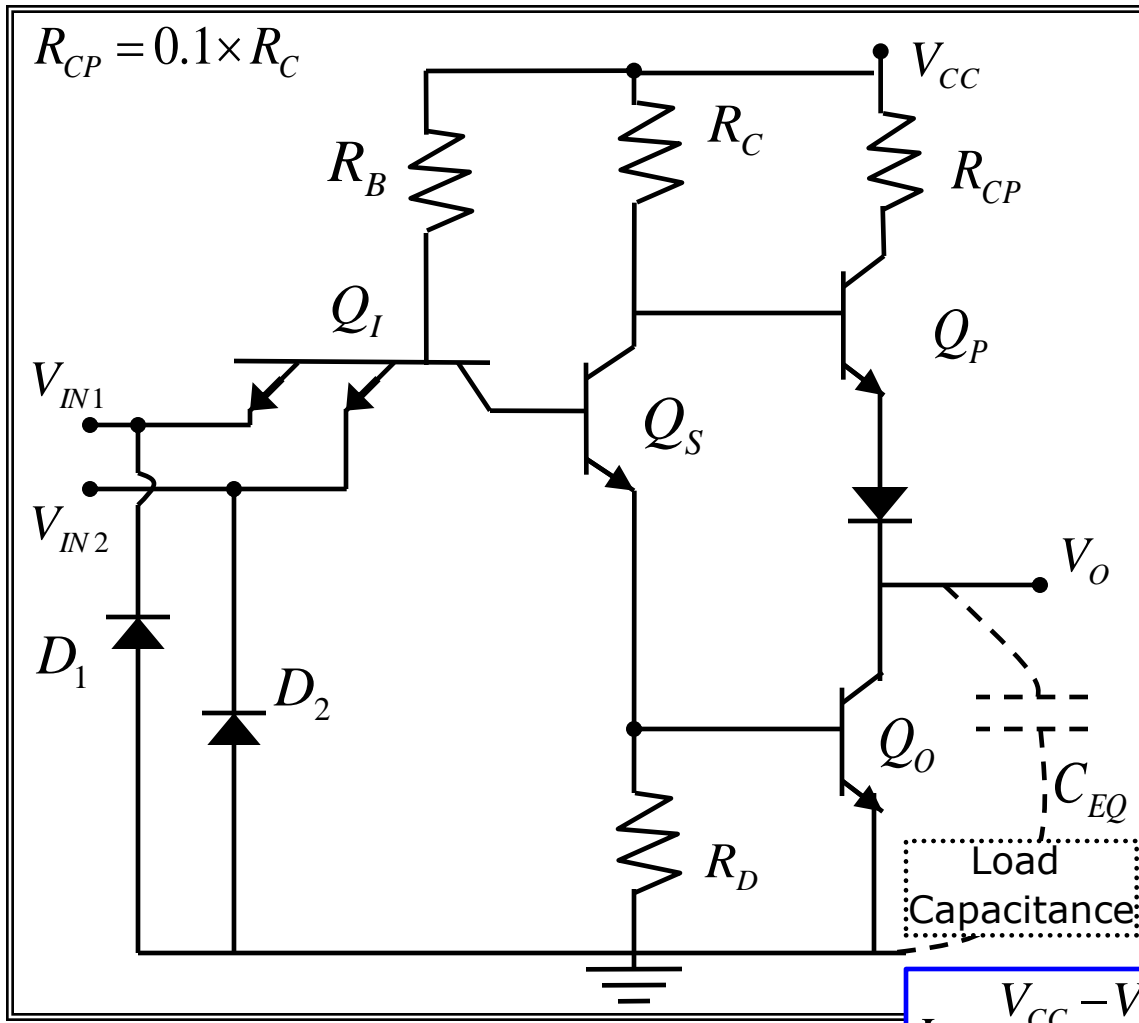 R_CP = 0.1 × R_C
V_CC
R_C
R_B
R_CP
Q_I
Q_P
V_IN1
Q_S
V_IN2
V_O
D_1
D_2
Q_O
C_EQ
R_D
Load
Capacitance
V_CC − V